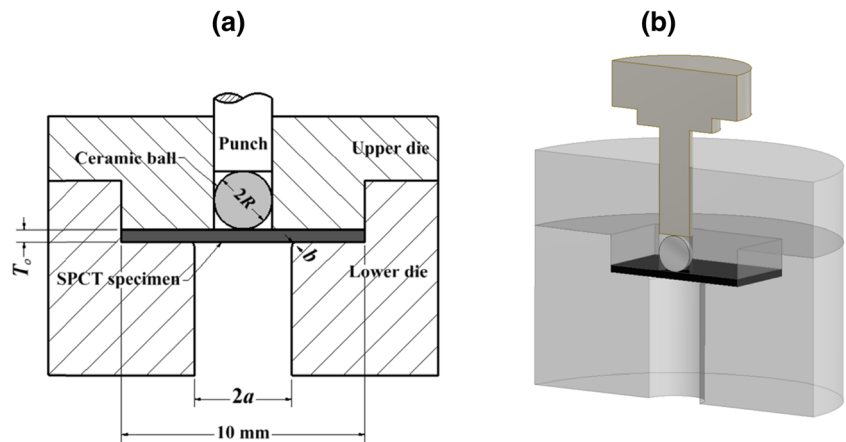 (a)
(b)
Punch
Ceramic ball
Upper die
2R
T₀
b
SPCT specimen
Lower die
2a
10 mm